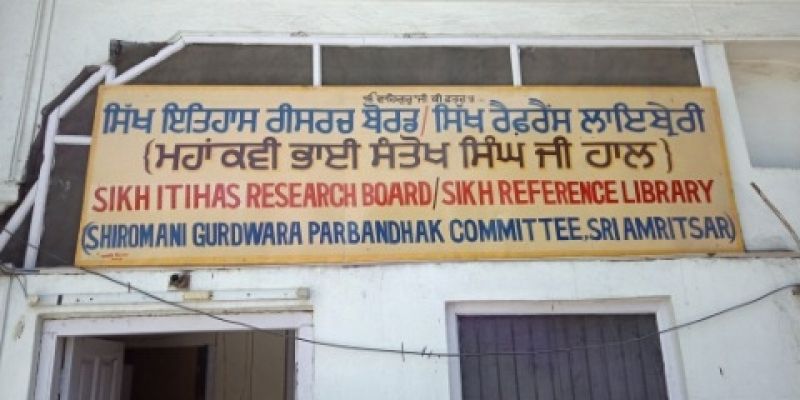 ੴ ਵਾਹਿਗੁਰੂ ਜੀ ਕੀ ਫਤਹ ॥
ਸਿੱਖ ਇਤਿਹਾਸ ਰੀਸਰਚ ਬੋਰਡ/ਸਿੱਖ ਰੈਫ਼ਰੈਂਸ ਲਾਇਬ੍ਰੇਰੀ
{ਮਹਾਂਕਵੀ ਭਾਈ ਸੰਤੋਖ ਸਿੰਘ ਜੀ ਹਾਲ}
SIKH ITIHAS RESEARCH BOARD/SIKH REFERENCE LIBRARY
(SHIROMANI GURDWARA PARBANDHAK COMMITTEE, SRI AMRITSAR)